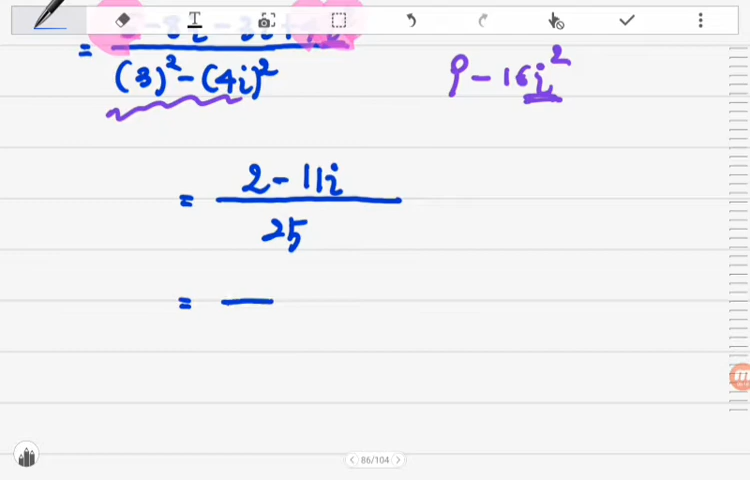 T
(3)² - (4i)²
9 - 16i²
= 2 - 11i
25
=
86/104